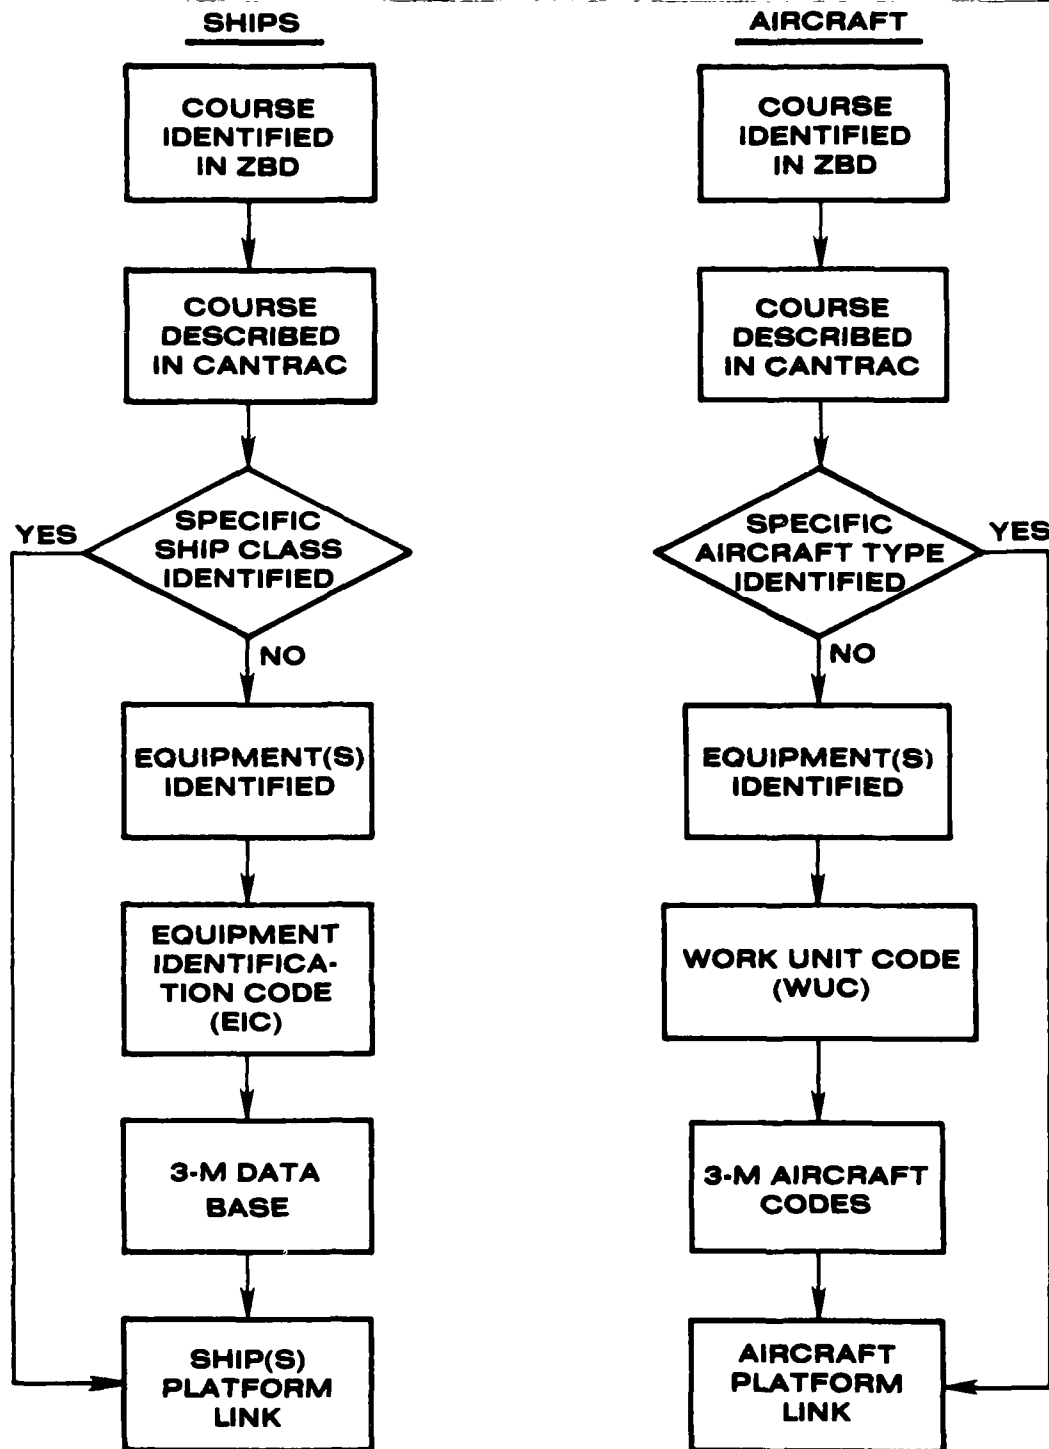 SHIPS
COURSE
IDENTIFIED
IN ZBD
COURSE
DESCRIBED
IN CANTRAC
YES
SPECIFIC
SHIP CLASS
IDENTIFIED
NO
EQUIPMENT(S)
IDENTIFIED
EQUIPMENT
IDENTIFICA-
TION CODE
(EIC)
3-M DATA
BASE
SHIP(S)
PLATFORM
LINK
AIRCRAFT
COURSE
IDENTIFIED
IN ZBD
COURSE
DESCRIBED
IN CANTRAC
SPECIFIC
AIRCRAFT TYPE
IDENTIFIED
YES
NO
EQUIPMENT(S)
IDENTIFIED
WORK UNIT CODE
(WUC)
3-M AIRCRAFT
CODES
AIRCRAFT
PLATFORM
LINK